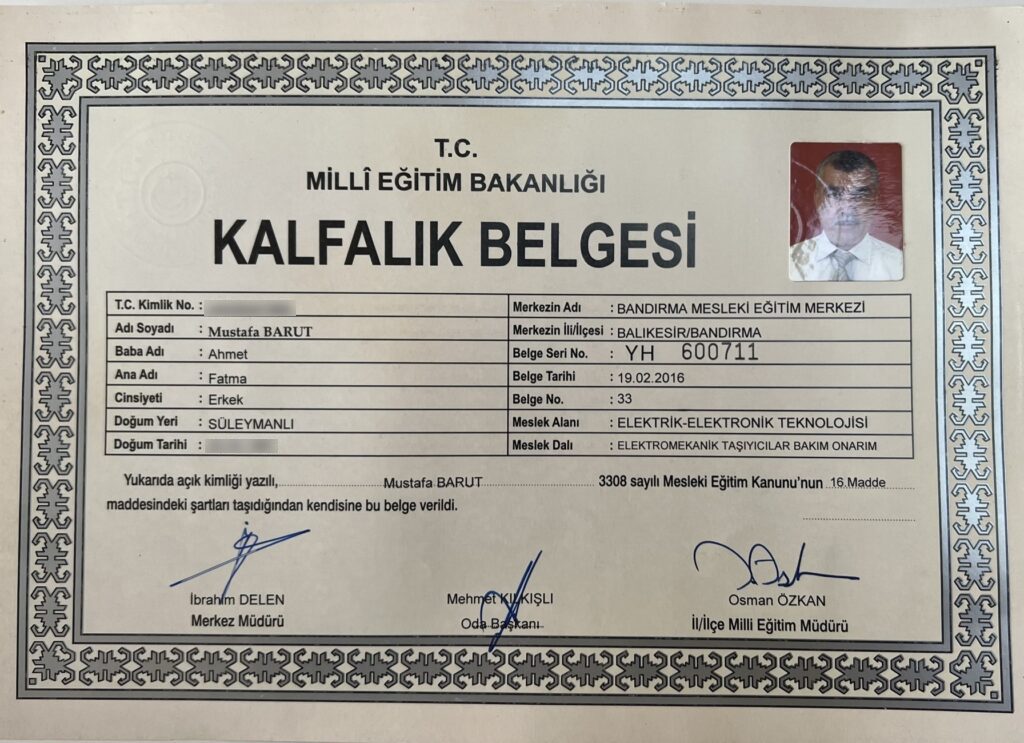 T.C.
MİLLÎ EĞİTİM BAKANLIĞI
KALFALIK BELGESİ
T.C. Kimlik No. :
Adı Soyadı : Mustafa BARUT
Baba Adı : Ahmet
Ana Adı : Fatma
Cinsiyeti : Erkek
Doğum Yeri : SÜLEYMANLI
Doğum Tarihi :
Merkezin Adı : BANDIRMA MESLEKİ EĞİTİM MERKEZİ
Merkezin İli/İlçesi : BALIKESİR/BANDIRMA
Belge Seri No. : YH 600711
Belge Tarihi : 19.02.2016
Belge No. : 33
Meslek Alanı : ELEKTRİK-ELEKTRONİK TEKNOLOJİSİ
Meslek Dalı : ELEKTROMEKANİK TAŞIYICILAR BAKIM ONARIM
Yukarıda açık kimliği yazılı, Mustafa BARUT 3308 sayılı Mesleki Eğitim Kanunu'nun 16.Madde
maddesindeki şartları taşıdığından kendisine bu belge verildi.
İbrahim DELEN
Merkez Müdürü
Mehmet
Oda Başkanı
Osman ÖZKAN
İl/İlçe Milli Eğitim Müdürü